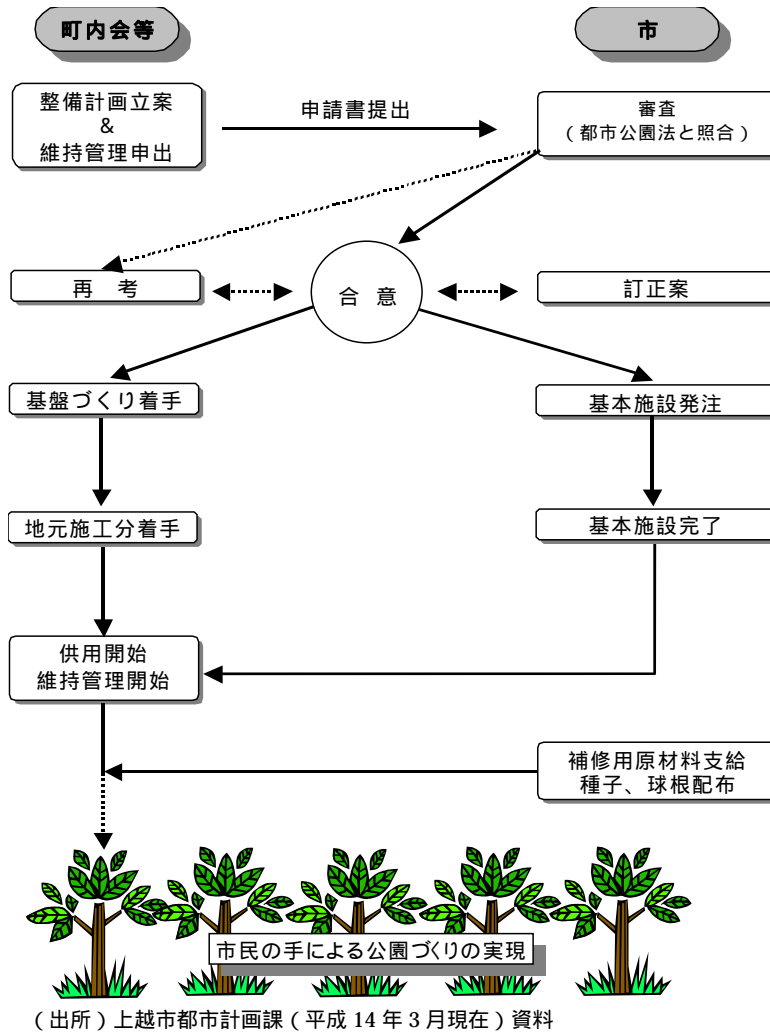 町内会等
市
整備計画立案
&
維持管理申出
申請書提出
審査
(都市公園法と照合)
再 考
合 意
訂正案
基盤づくり着手
基本施設発注
地元施工分着手
基本施設完了
供用開始
維持管理開始
補修用原材料支給
種子、球根配布
市民の手による公園づくりの実現
(出所)上越市都市計画課(平成 14 年 3 月現在)資料